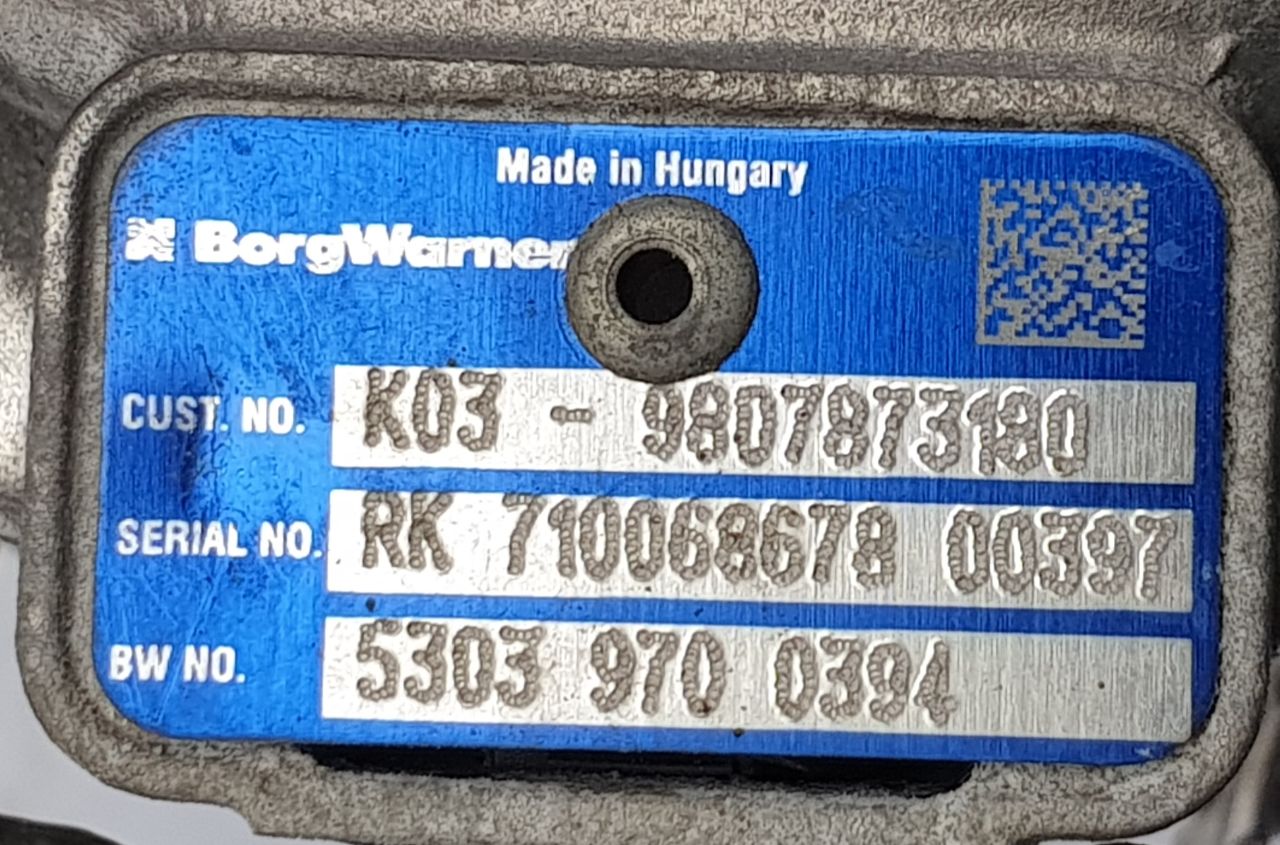 Made in Hungary
BorgWarner
CUST. NO. K03 - 9807873180
SERIAL NO. RK 710068678 00397
BW NO. 5303 970 0394